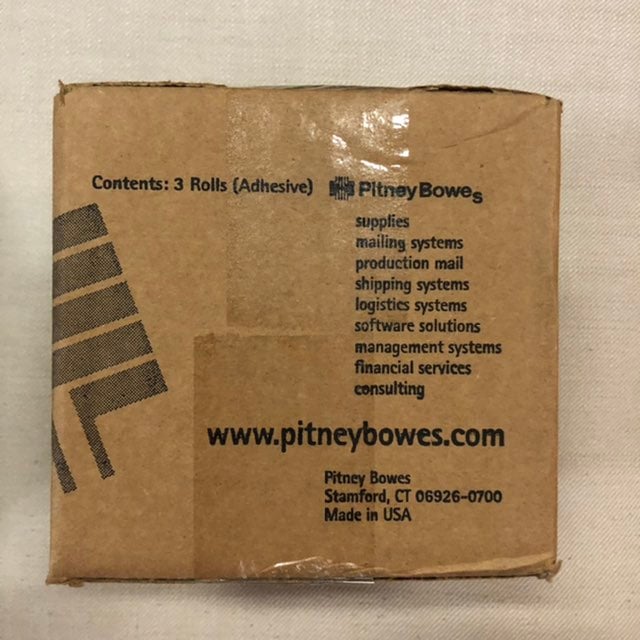 Contents: 3 Rolls (Adhesive) Pitney Bowes
supplies
mailing systems
production mail
shipping systems
logistics systems
software solutions
management systems
financial services
consulting
www.pitneybowes.com
Pitney Bowes
Stamford, CT 06926-0700
Made in USA